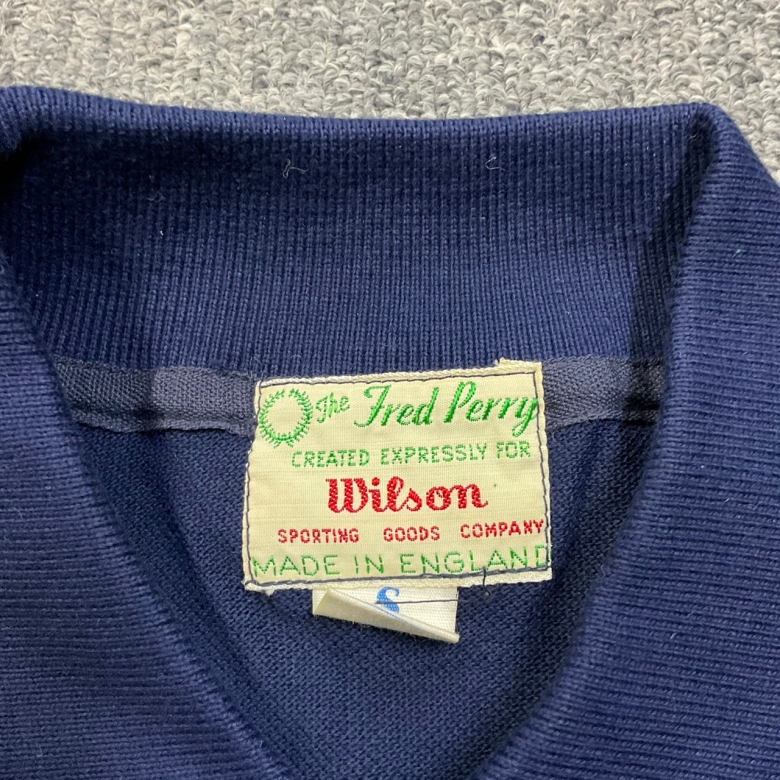 The Fred Perry
CREATED EXPRESSLY FOR
Wilson
SPORTING GOODS COMPANY
MADE IN ENGLAND
S